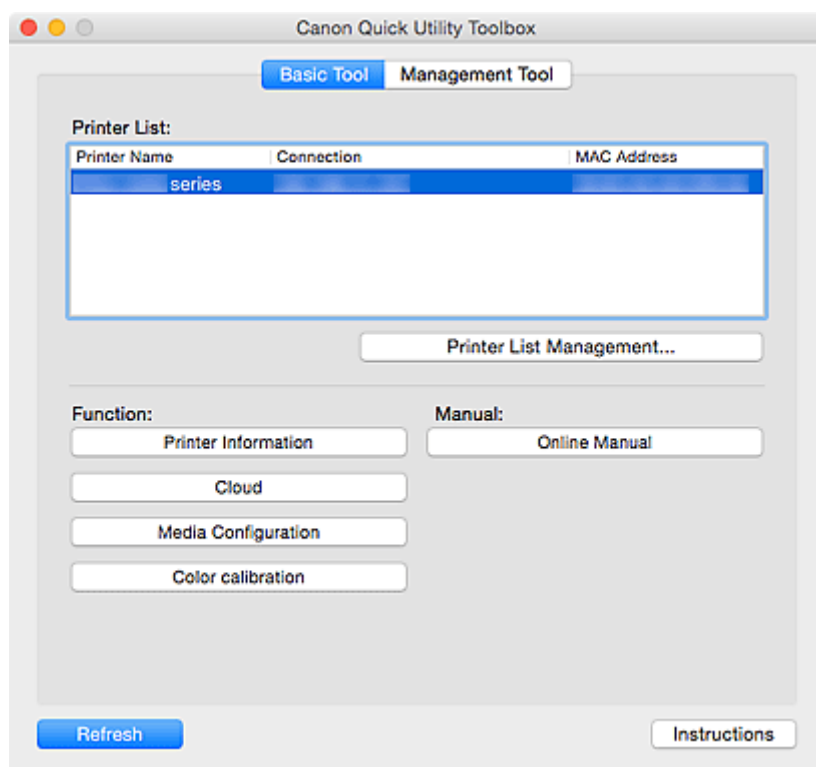 Canon Quick Utility Toolbox
Basic Tool Management Tool
Printer List:
Printer Name Connection MAC Address
series
Printer List Management...
Function: Manual:
Printer Information Online Manual
Cloud
Media Configuration
Color calibration
Refresh Instructions